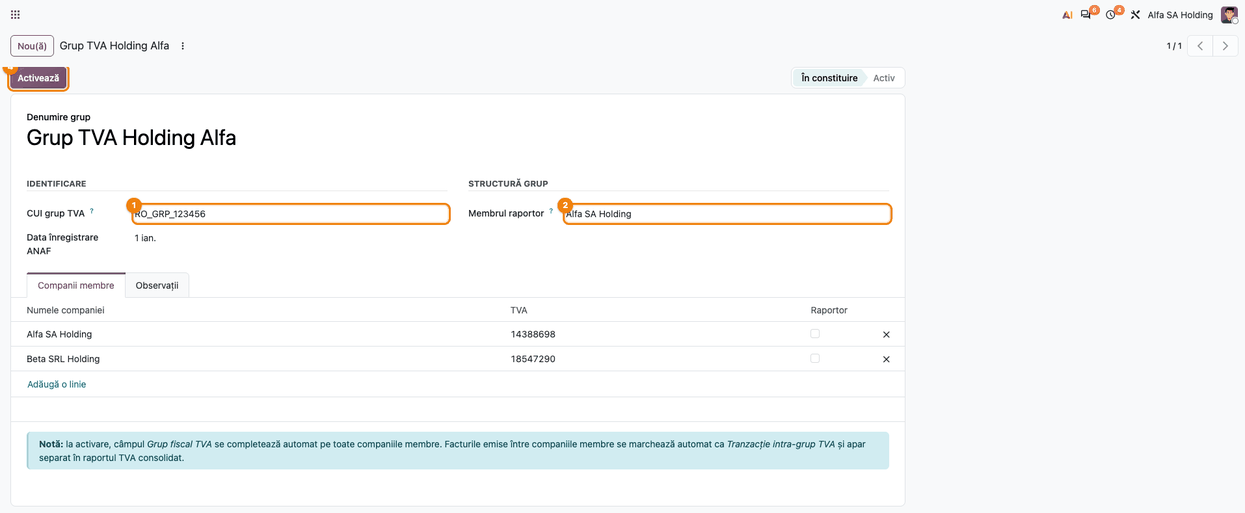 6
4
Alfa SA Holding
Nou(ă)
Grup TVA Holding Alfa
1 / 1
Activează
În constituire
Activ
Denumire grup
Grup TVA Holding Alfa
IDENTIFICARE
STRUCTURĂ GRUP
CUI grup TVA ?
1
RO_GRP_123456
Membrul raportor ?
2
Alfa SA Holding
Data înregistrare ANAF
1 ian.
Companii membre
Observații
Numele companiei TVA Raportor
Alfa SA Holding 14388698
Beta SRL Holding 18547290
Adăugă o linie
Notă: la activare, câmpul Grup fiscal TVA se completează automat pe toate companiile membre. Facturile emise între companiile membre se marchează automat ca Tranzacție intra-grup TVA și apar
separat în raportul TVA consolidat.